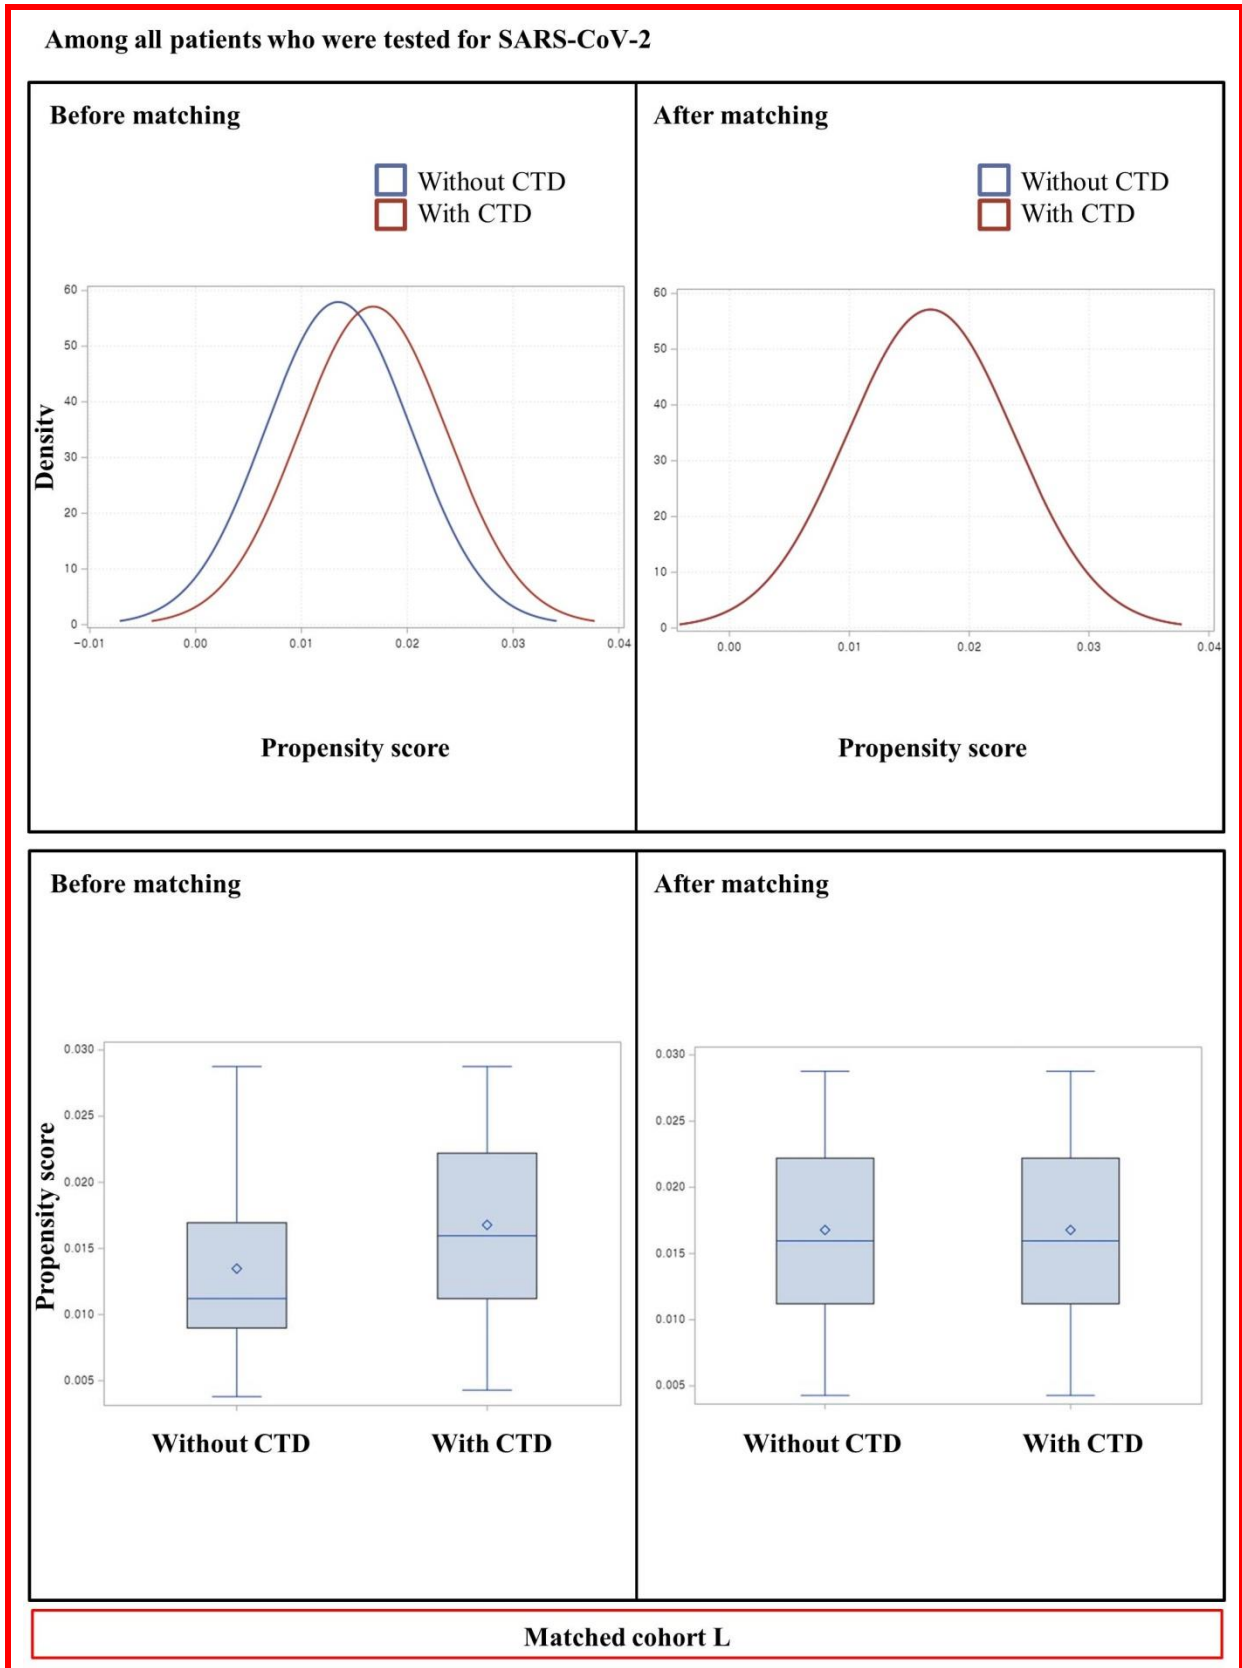 Among all patients who were tested for SARS-CoV-2
Before matching
Without CTD
With CTD
60
50
40
30
20
10
0
Density
−0.01 0.00 0.01 0.02 0.03 0.04
Propensity score
After matching
Without CTD
With CTD
60
50
40
30
20
10
0
0.00 0.01 0.02 0.03 0.04
Propensity score
Before matching
0.030
0.025
0.020
0.015
0.010
0.005
Propensity score
Without CTD With CTD
After matching
0.030
0.025
0.020
0.015
0.010
0.005
Without CTD With CTD
Matched cohort L